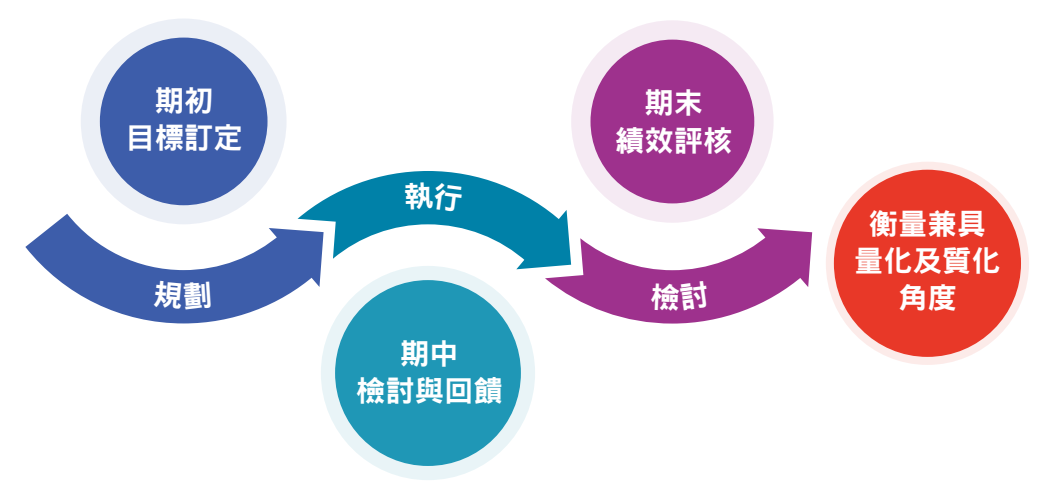 期初
目標訂定
規劃
執行
期中
檢討與回饋
期末
績效評核
檢討
衡量兼具
量化及質化
角度